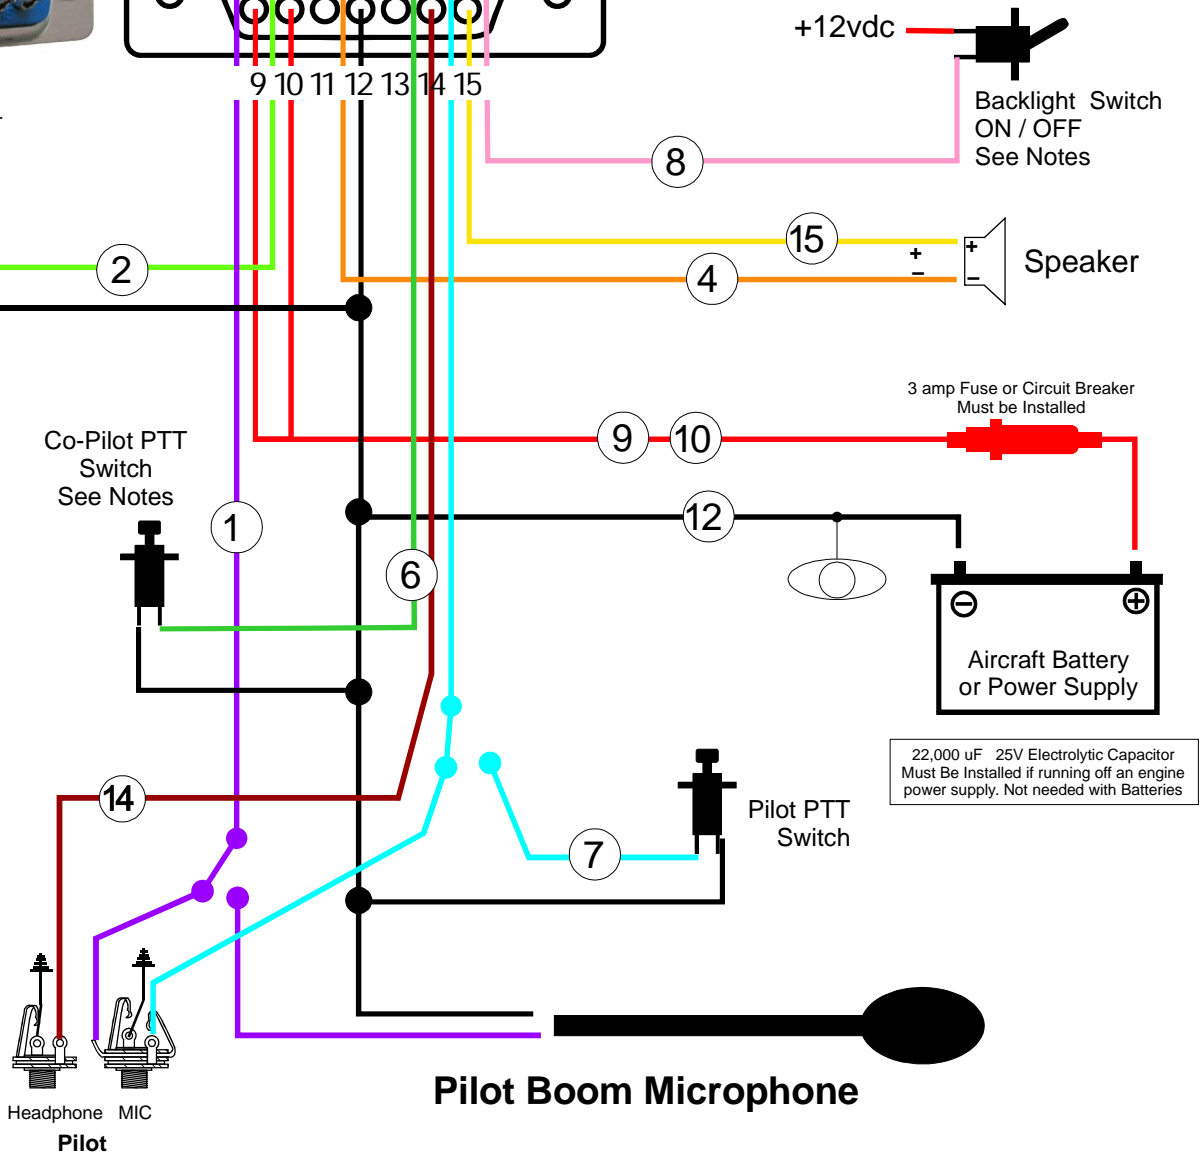 +12vdc
9 10 11 12 13 14 15
Backlight Switch
ON / OFF
See Notes
8
15
+
+
Speaker
2
4
−
−
3 amp Fuse or Circuit Breaker
Must be Installed
9
10
Co-Pilot PTT
Switch
See Notes
1
12
6
− +
Aircraft Battery
or Power Supply
22,000 uF 25V Electrolytic Capacitor
Must Be Installed if running off an engine
power supply. Not needed with Batteries
14
Pilot PTT
Switch
7
Pilot Boom Microphone
Headphone MIC
Pilot